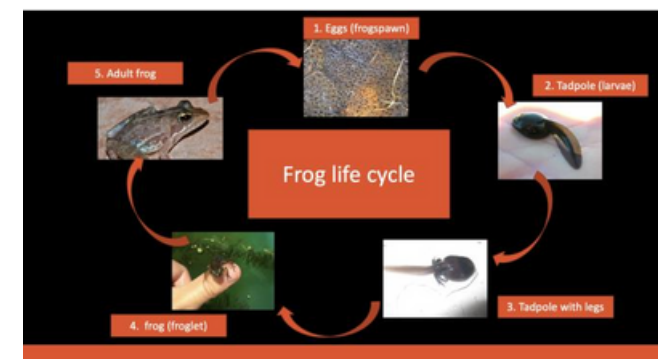 1. Eggs (frogspawn)
2. Tadpole (larvae)
3. Tadpole with legs
4. frog (froglet)
5. Adult frog
Frog life cycle